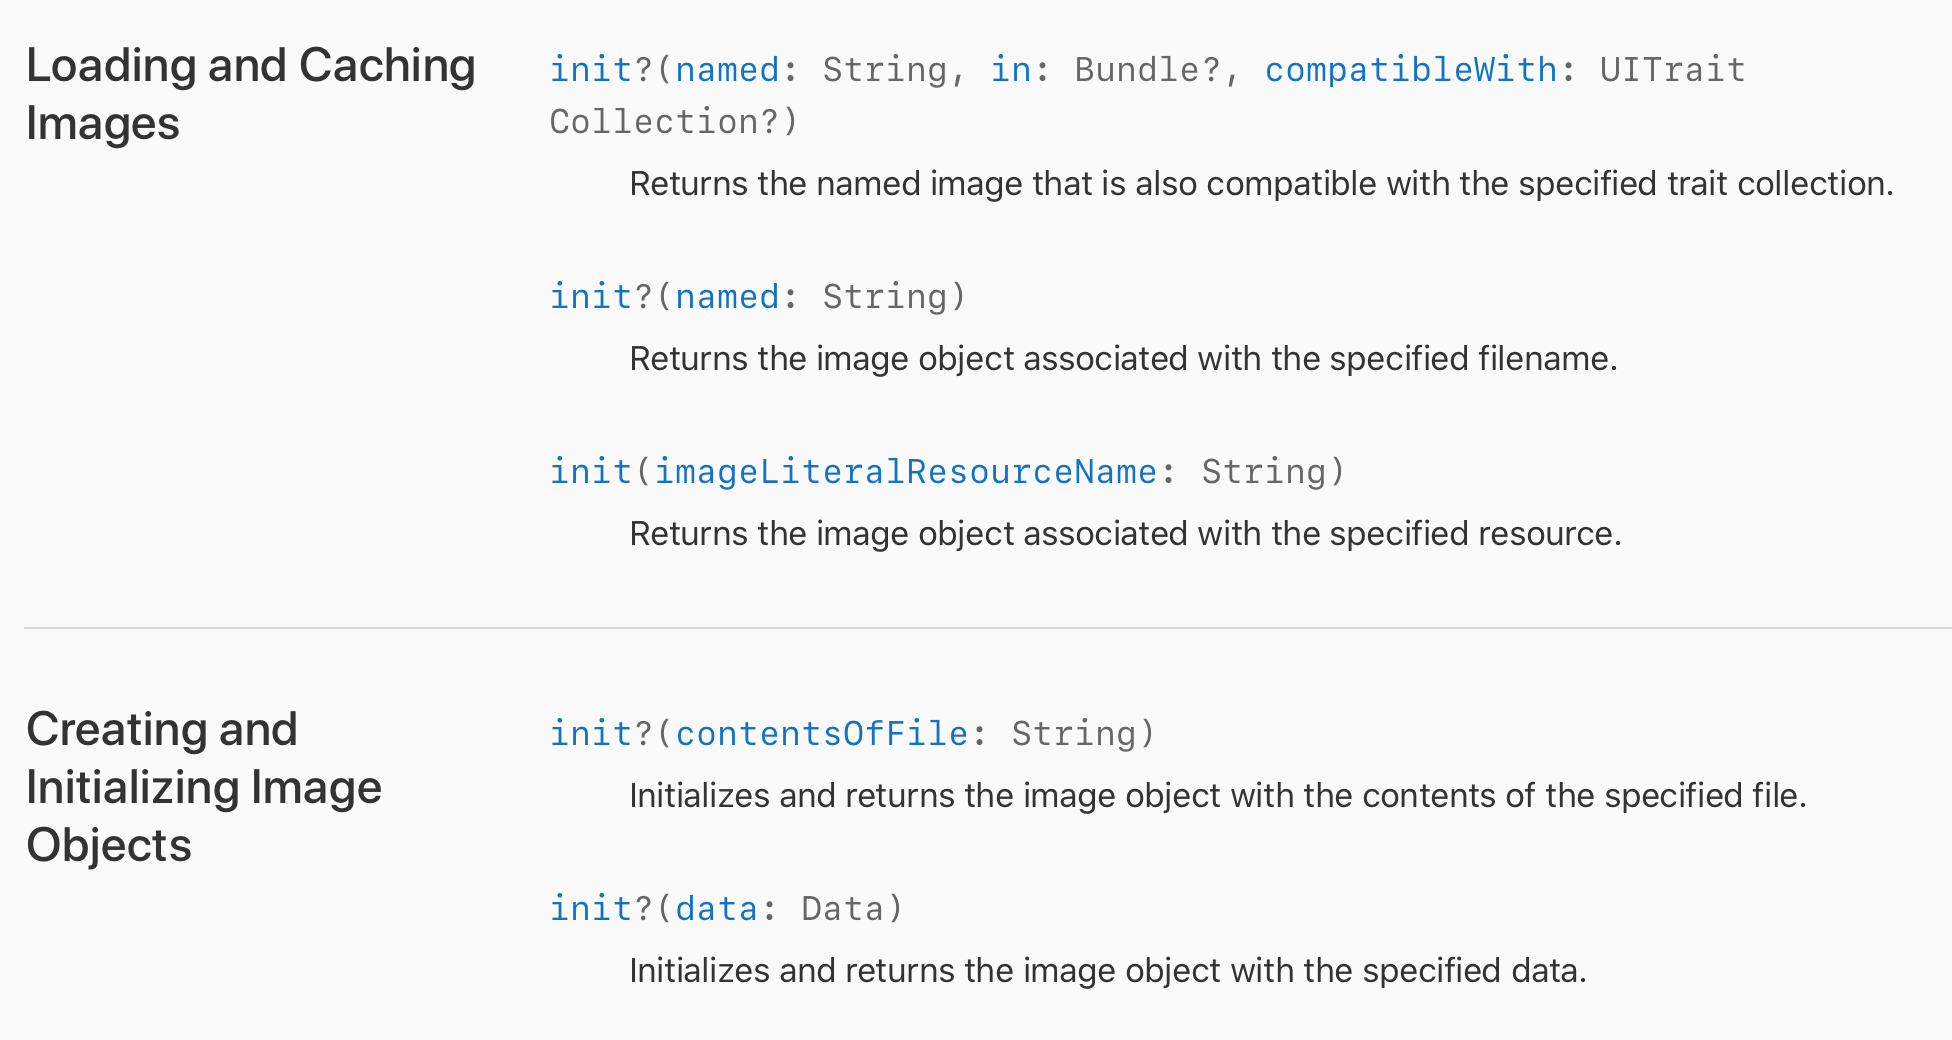 Loading and Caching
Images
init?(named: String, in: Bundle?, compatibleWith: UITrait
Collection?)
Returns the named image that is also compatible with the specified trait collection.
init?(named: String)
Returns the image object associated with the specified filename.
init(imageLiteralResourceName: String)
Returns the image object associated with the specified resource.
Creating and
Initializing Image
Objects
init?(contentsOfFile: String)
Initializes and returns the image object with the contents of the specified file.
init?(data: Data)
Initializes and returns the image object with the specified data.